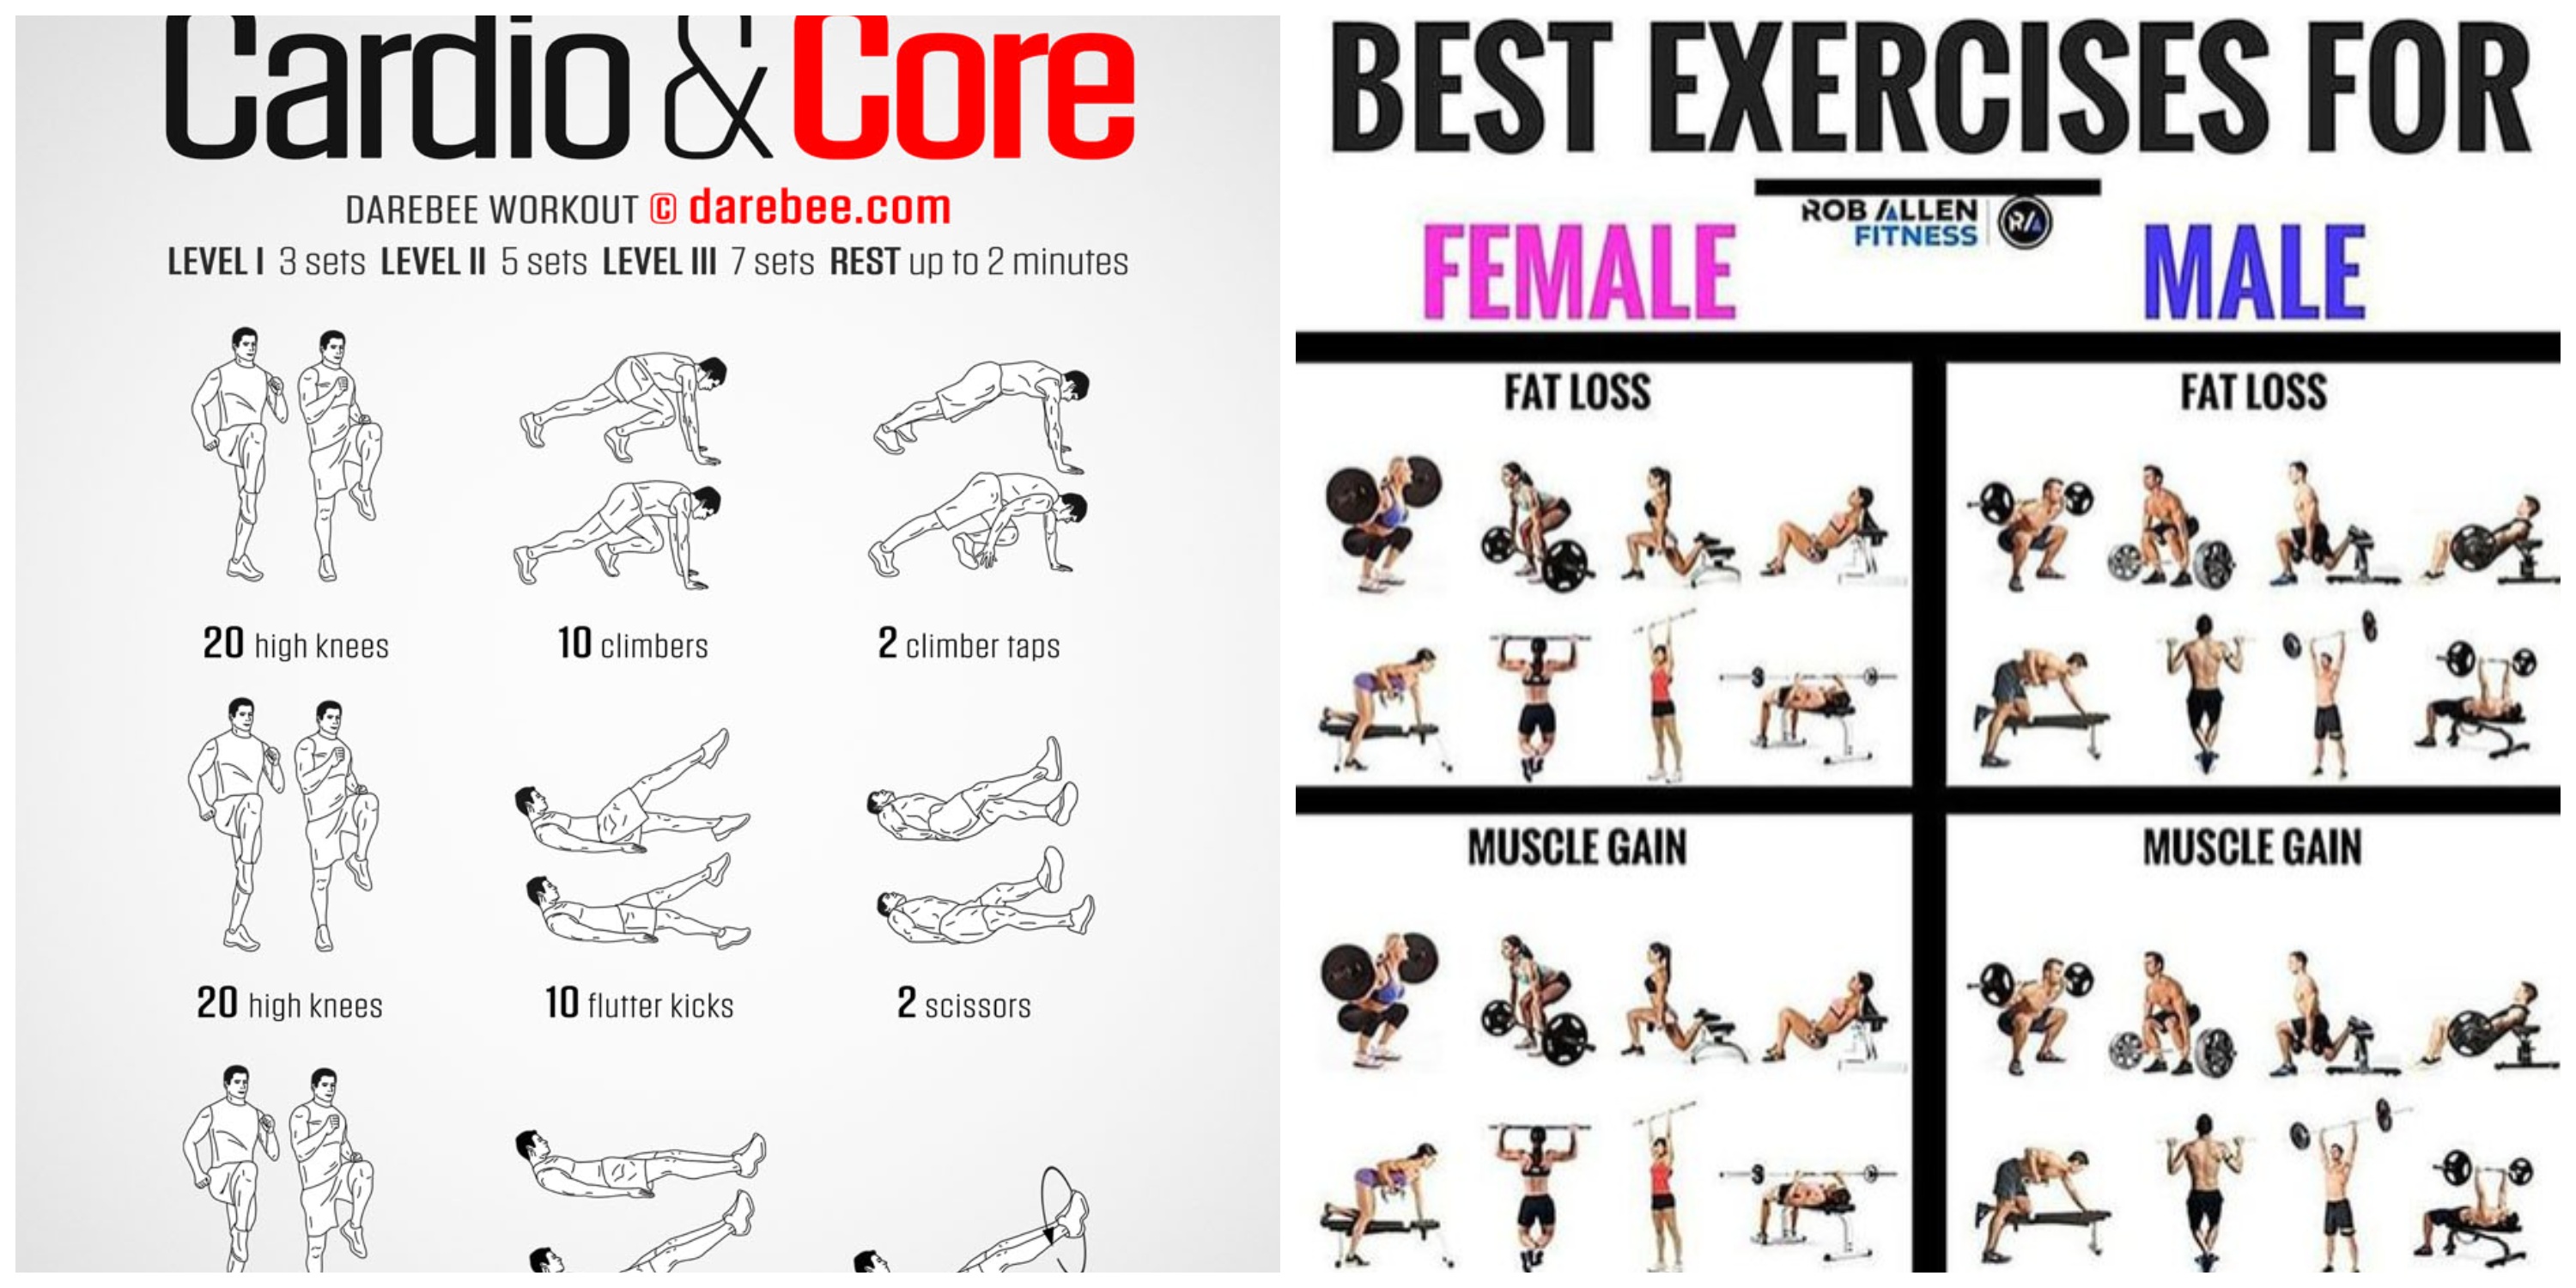 Cardio & Core
DAREBEE WORKOUT © darebee.com
LEVEL I 3 sets LEVEL II 5 sets LEVEL III 7 sets REST up to 2 minutes
20 high knees
10 climbers
2 climber taps
20 high knees
10 flutter kicks
2 scissors
BEST EXERCISES FOR
ROB ALLEN
FITNESS
RA
FEMALE
MALE
FAT LOSS
FAT LOSS
MUSCLE GAIN
MUSCLE GAIN